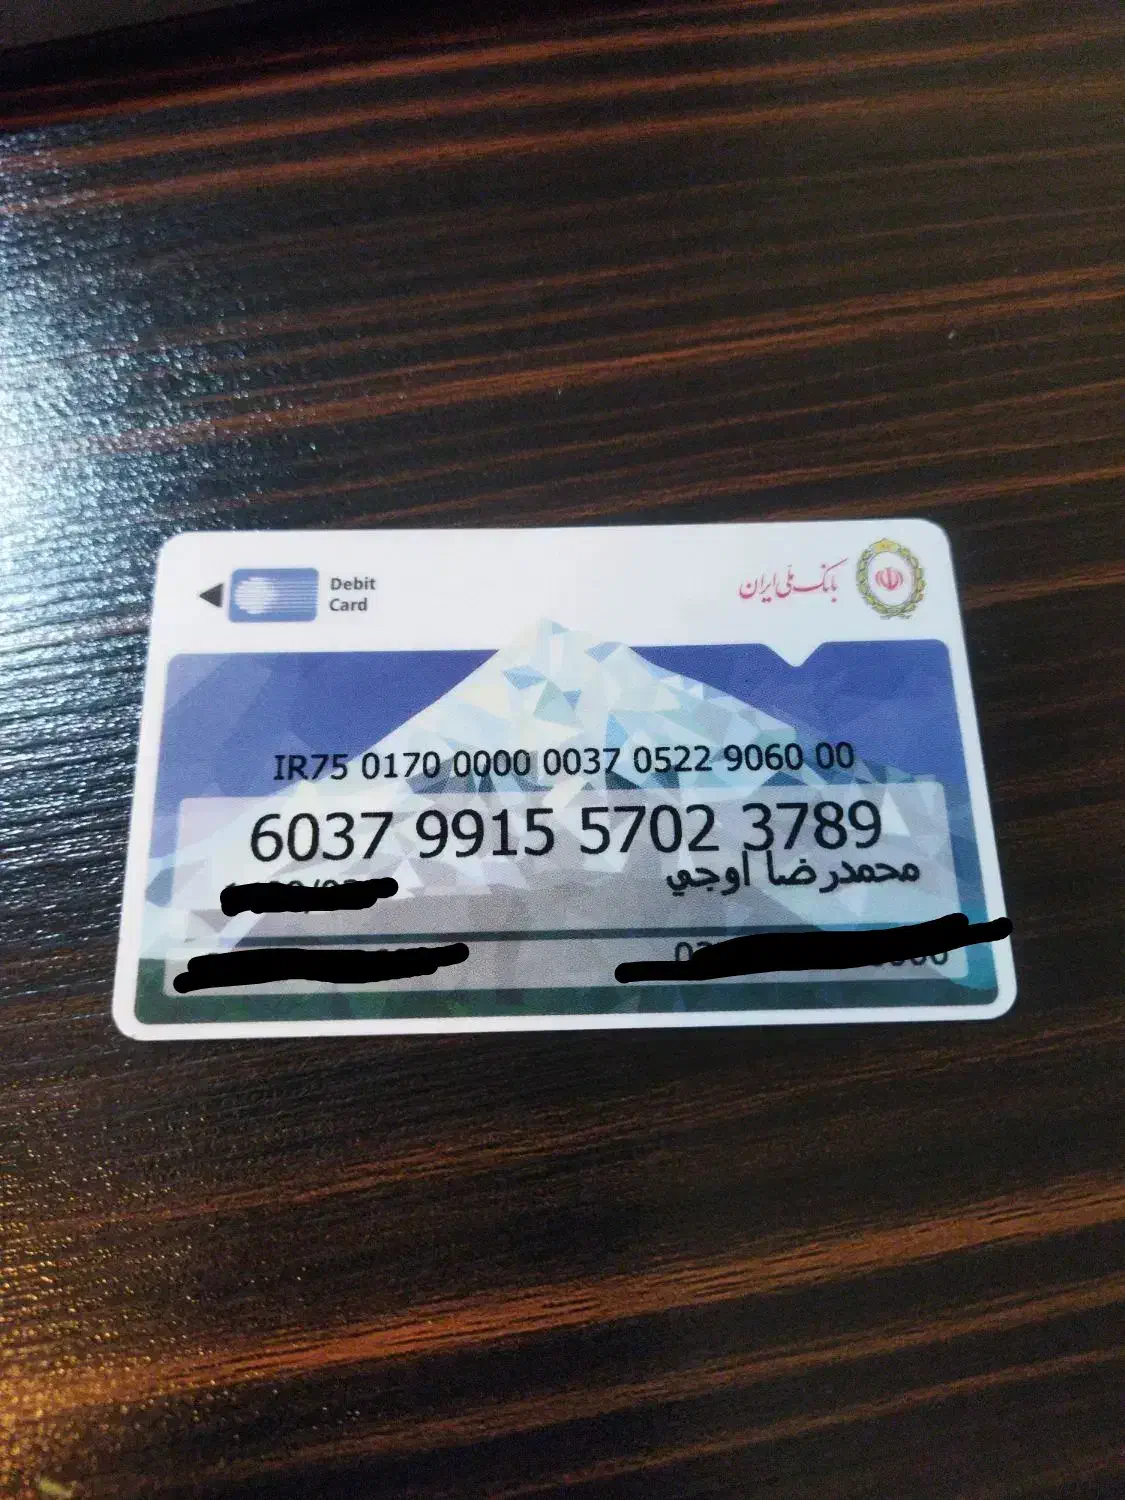 Debit
Card
بانک ملی ایران
IR75 0170 0000 0037 0522 9060 00
6037 9915 5702 3789
محمدرضا اوجي